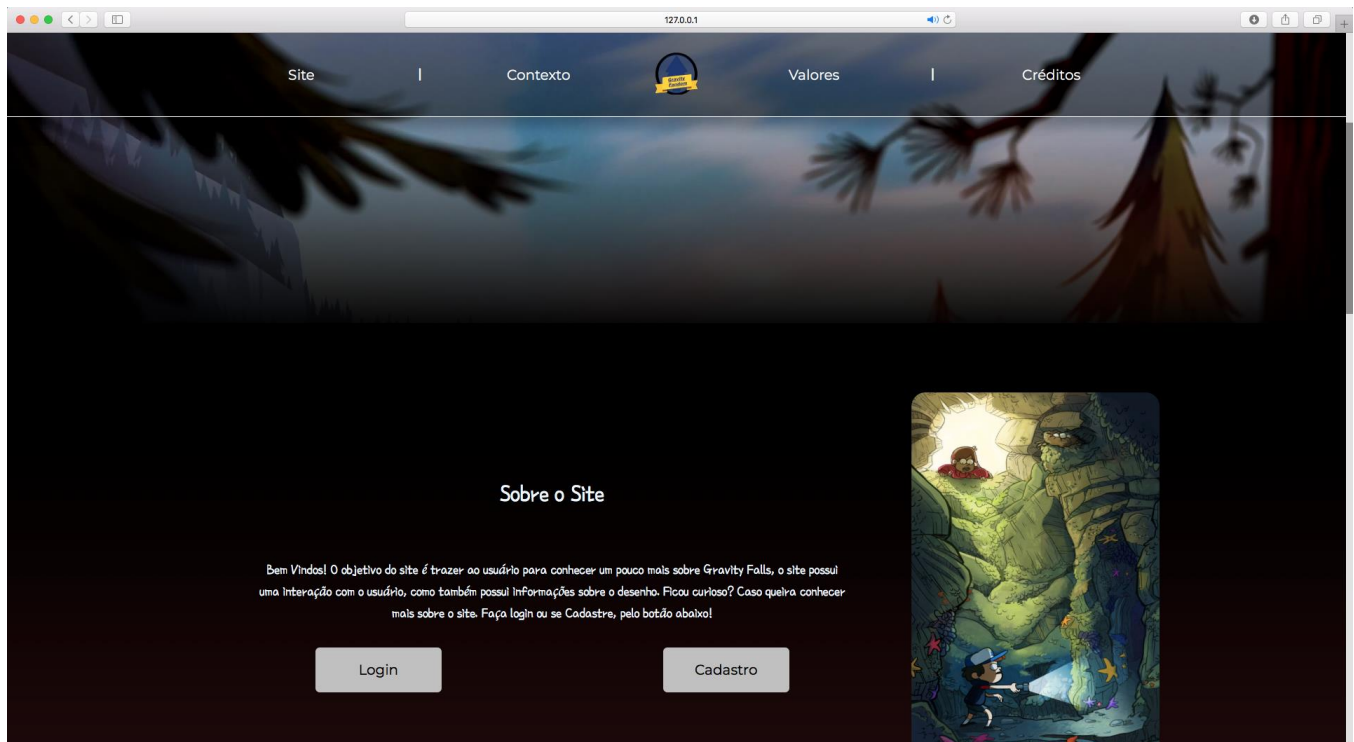 127.0.0.1
Site | Contexto Gravity Random Valores | Créditos
Sobre o Site
Bem Vindos! O objetivo do site é trazer ao usuário para conhecer um pouco mais sobre Gravity Falls, o site possui
uma interação com o usuário, como também possui informações sobre o desenho. Ficou curioso? Caso queira conhecer
mais sobre o site. Faça login ou se Cadastre, pelo botão abaixo!
Login Cadastro